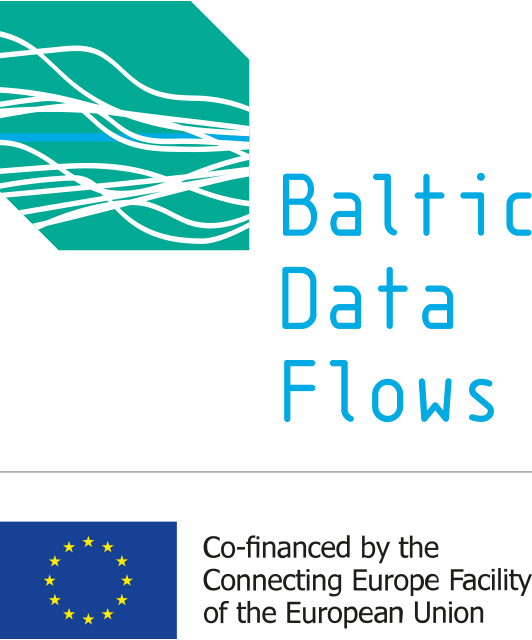 Baltic
Data
Flows
Co-financed by the
Connecting Europe Facility
of the European Union